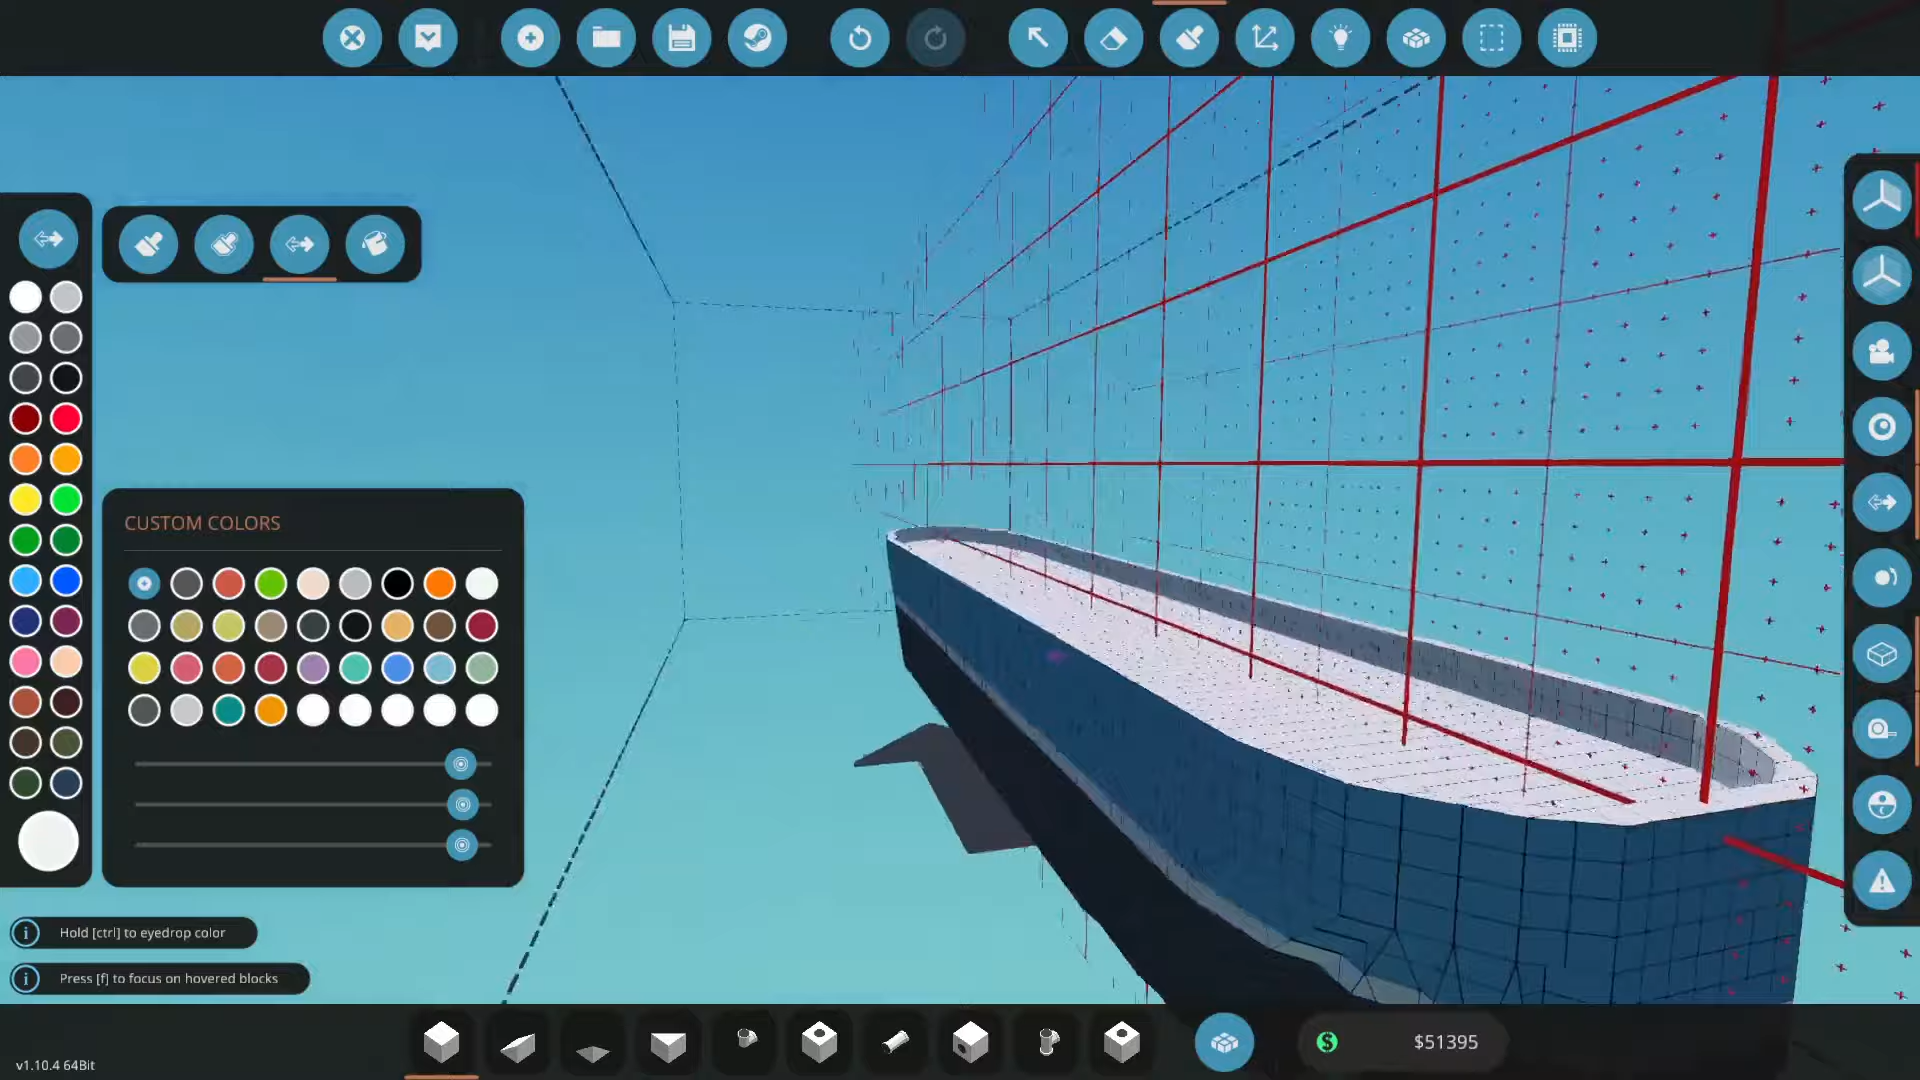 CUSTOM COLORS
Hold [ctrl] to eyedrop color
Press [f] to focus on hovered blocks
$51395
v1.10.4 64Bit